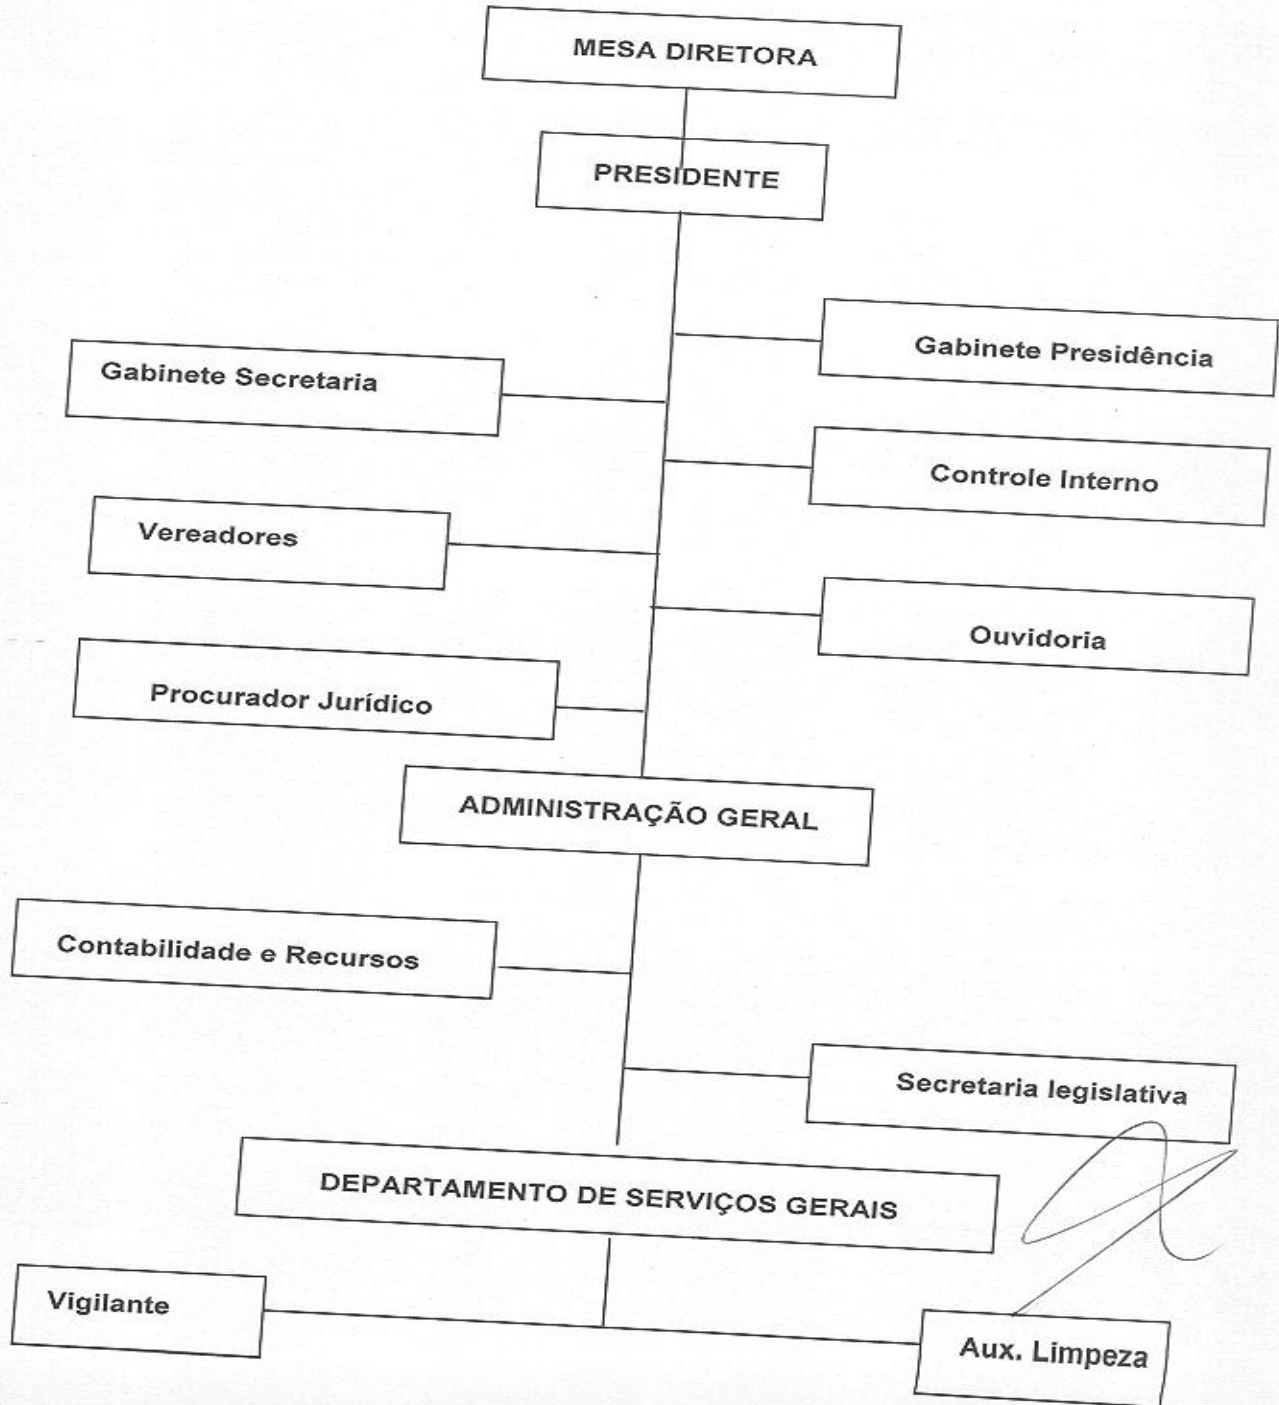 MESA DIRETORA
PRESIDENTE
Gabinete Presidência
Gabinete Secretaria
Controle Interno
Vereadores
Ouvidoria
Procurador Jurídico
ADMINISTRAÇÃO GERAL
Contabilidade e Recursos
Secretaria legislativa
DEPARTAMENTO DE SERVIÇOS GERAIS
Vigilante
Aux. Limpeza